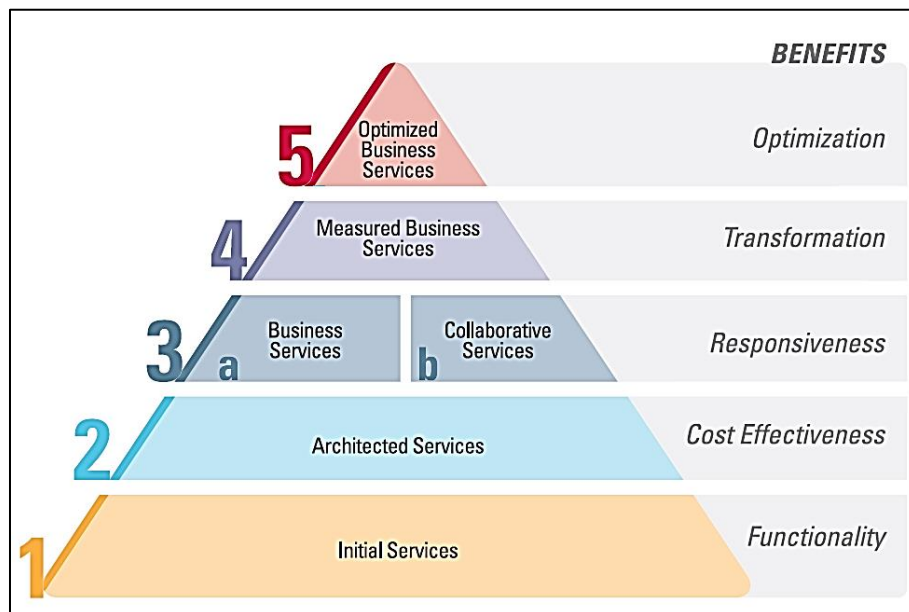 BENEFITS
5
Optimized
Business
Services
Optimization
4
Measured Business
Services
Transformation
3
a
Business
Services
b
Collaborative
Services
Responsiveness
2
Architected Services
Cost Effectiveness
1
Initial Services
Functionality